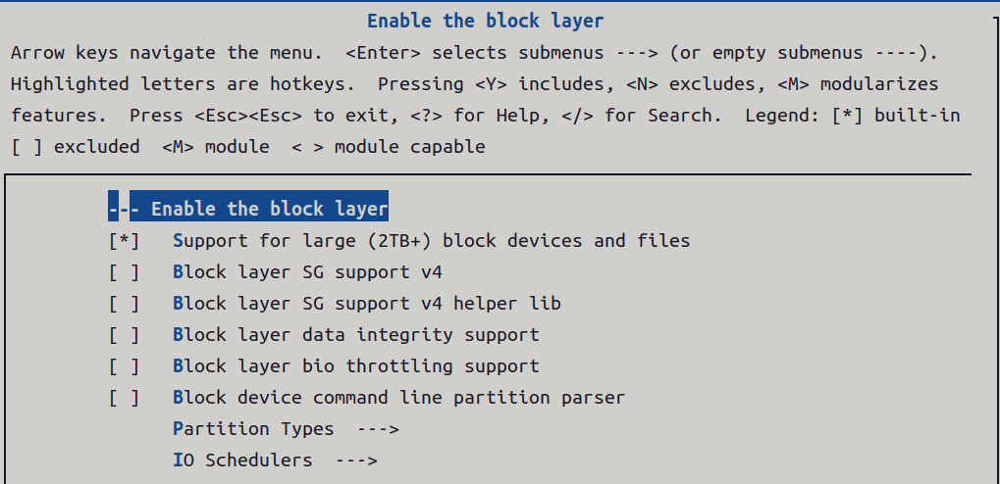 Enable the block layer
Arrow keys navigate the menu.  <Enter> selects submenus ---> (or empty submenus ----).
Highlighted letters are hotkeys.  Pressing <Y> includes, <N> excludes, <M> modularizes
features.  Press <Esc><Esc> to exit, <?> for Help, </> for Search.  Legend: [*] built-in
[ ] excluded  <M> module  < > module capable
--- Enable the block layer
[*]   Support for large (2TB+) block devices and files
[ ]   Block layer SG support v4
[ ]   Block layer SG support v4 helper lib
[ ]   Block layer data integrity support
[ ]   Block layer bio throttling support
[ ]   Block device command line partition parser
Partition Types  --->
IO Schedulers  --->